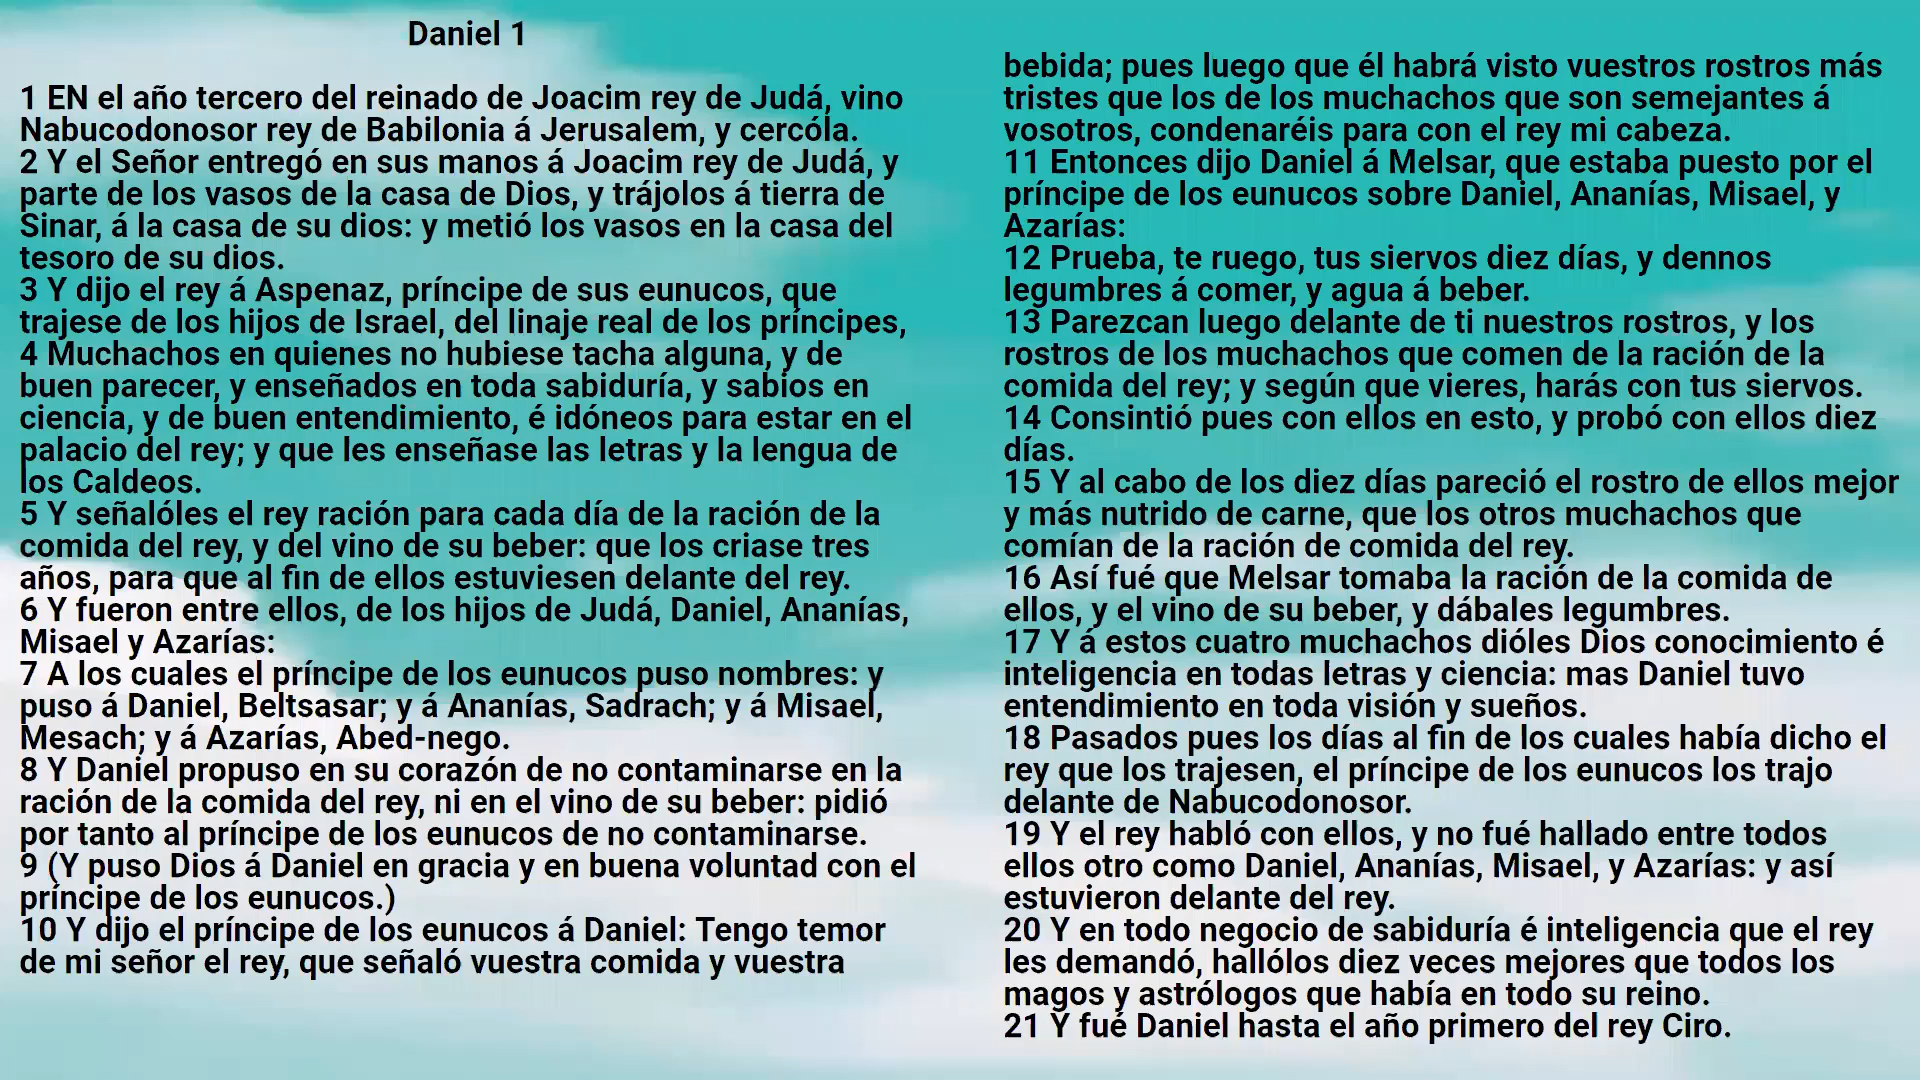 Daniel 1
1 EN el año tercero del reinado de Joacim rey de Judá, vino
Nabucodonosor rey de Babilonia á Jerusalem, y cercóla.
2 Y el Señor entregó en sus manos á Joacim rey de Judá, y
parte de los vasos de la casa de Dios, y trájolos á tierra de
Sinar, á la casa de su dios: y metió los vasos en la casa del
tesoro de su dios.
3 Y dijo el rey á Aspenaz, príncipe de sus eunucos, que
trajese de los hijos de Israel, del linaje real de los príncipes,
4 Muchachos en quienes no hubiese tacha alguna, y de
buen parecer, y enseñados en toda sabiduría, y sabios en
ciencia, y de buen entendimiento, é idóneos para estar en el
palacio del rey; y que les enseñase las letras y la lengua de
los Caldeos.
5 Y señalóles el rey ración para cada día de la ración de la
comida del rey, y del vino de su beber: que los criase tres
años, para que al fin de ellos estuviesen delante del rey.
6 Y fueron entre ellos, de los hijos de Judá, Daniel, Ananías,
Misael y Azarías:
7 A los cuales el príncipe de los eunucos puso nombres: y
puso á Daniel, Beltsasar; y á Ananías, Sadrach; y á Misael,
Mesach; y á Azarías, Abed-nego.
8 Y Daniel propuso en su corazón de no contaminarse en la
ración de la comida del rey, ni en el vino de su beber: pidió
por tanto al príncipe de los eunucos de no contaminarse.
9 (Y puso Dios á Daniel en gracia y en buena voluntad con el
príncipe de los eunucos.)
10 Y dijo el príncipe de los eunucos á Daniel: Tengo temor
de mi señor el rey, que señaló vuestra comida y vuestra
bebida; pues luego que él habrá visto vuestros rostros más
tristes que los de los muchachos que son semejantes á
vosotros, condenaréis para con el rey mi cabeza.
11 Entonces dijo Daniel á Melsar, que estaba puesto por el
príncipe de los eunucos sobre Daniel, Ananías, Misael, y
Azarías:
12 Prueba, te ruego, tus siervos diez días, y dennos
legumbres á comer, y agua á beber.
13 Parezcan luego delante de ti nuestros rostros, y los
rostros de los muchachos que comen de la ración de la
comida del rey; y según que vieres, harás con tus siervos.
14 Consintió pues con ellos en esto, y probó con ellos diez
días.
15 Y al cabo de los diez días pareció el rostro de ellos mejor
y más nutrido de carne, que los otros muchachos que
comían de la ración de comida del rey.
16 Así fué que Melsar tomaba la ración de la comida de
ellos, y el vino de su beber, y dábales legumbres.
17 Y á estos cuatro muchachos dióles Dios conocimiento é
inteligencia en todas letras y ciencia: mas Daniel tuvo
entendimiento en toda visión y sueños.
18 Pasados pues los días al fin de los cuales había dicho el
rey que los trajesen, el príncipe de los eunucos los trajo
delante de Nabucodonosor.
19 Y el rey habló con ellos, y no fué hallado entre todos
ellos otro como Daniel, Ananías, Misael, y Azarías: y así
estuvieron delante del rey.
20 Y en todo negocio de sabiduría é inteligencia que el rey
les demandó, hallólos diez veces mejores que todos los
magos y astrólogos que había en todo su reino.
21 Y fué Daniel hasta el año primero del rey Ciro.